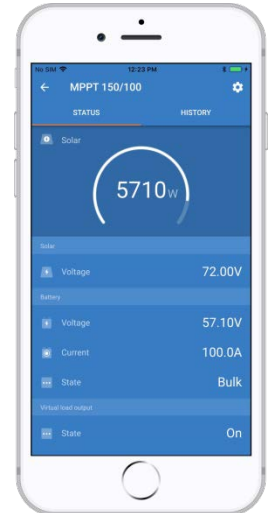 No SIM 12:23 PM
MPPT 150/100
STATUS HISTORY
Solar
5710W
Solar
Voltage 72.00V
Battery
Voltage 57.10V
Current 100.0A
State Bulk
Virtual load output
State On